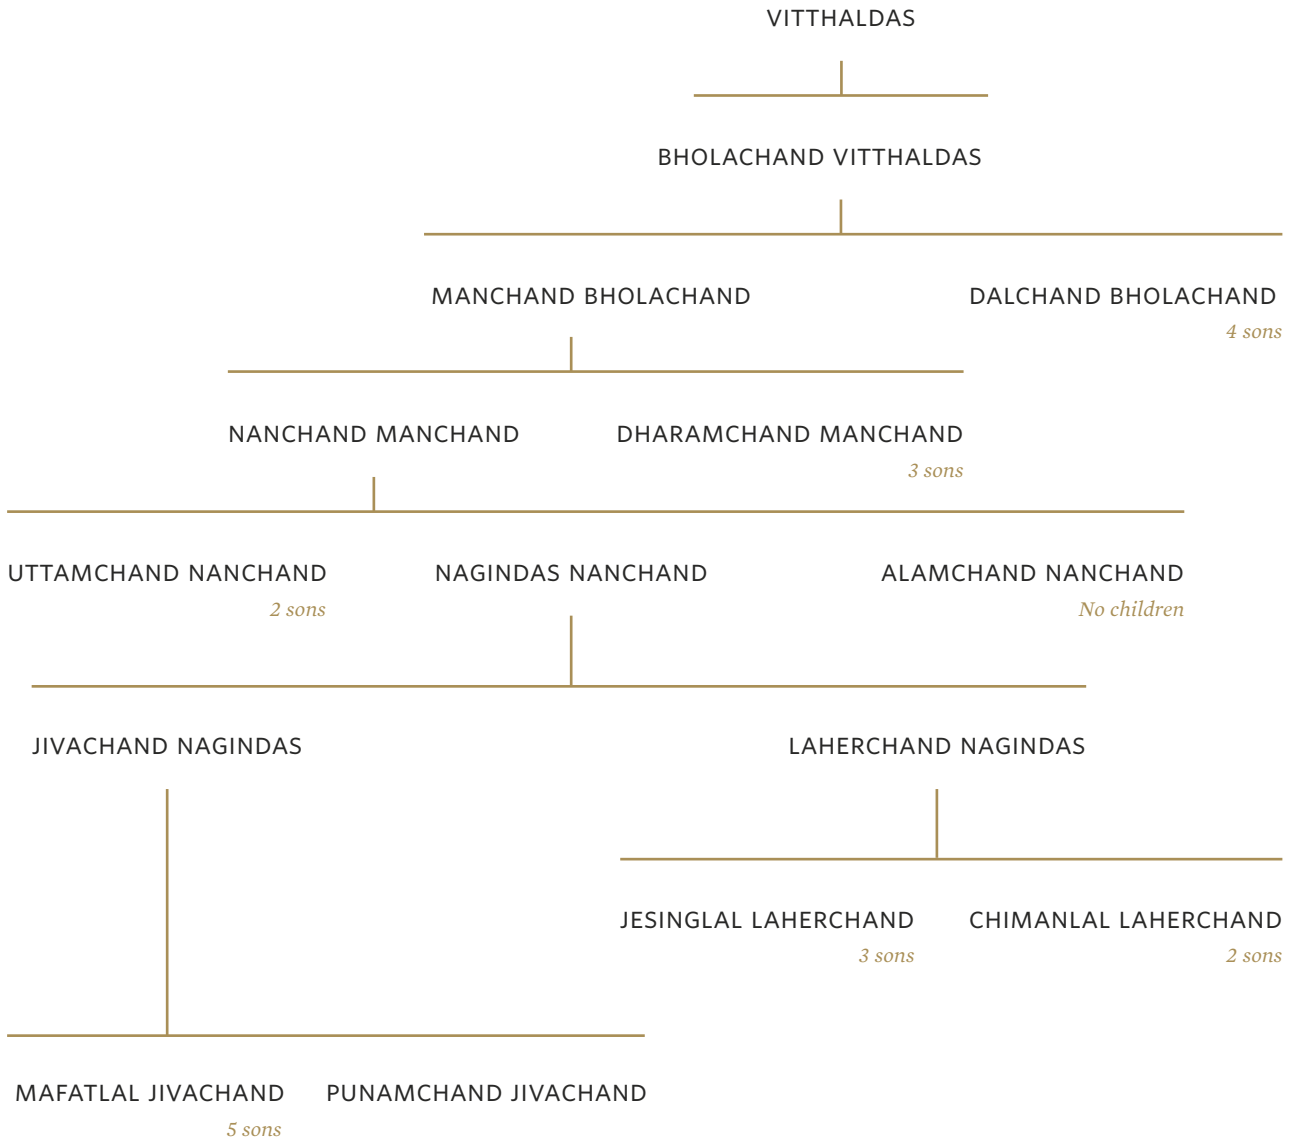 VITTHALDAS
BHOLACHAND VITTHALDAS
MANCHAND BHOLACHAND
DALCHAND BHOLACHAND
4 sons
NANCHAND MANCHAND
DHARAMCHAND MANCHAND
3 sons
UTTAMCHAND NANCHAND
2 sons
NAGINDAS NANCHAND
ALAMCHAND NANCHAND
No children
JIVACHAND NAGINDAS
LAHERCHAND NAGINDAS
JESINGLAL LAHERCHAND
3 sons
CHIMANLAL LAHERCHAND
2 sons
MAFATLAL JIVACHAND
5 sons
PUNAMCHAND JIVACHAND